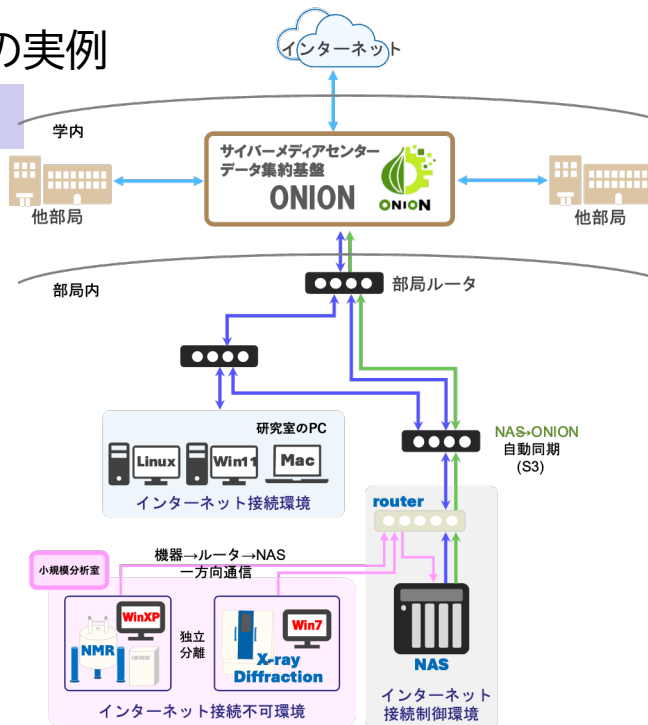 の実例
インターネット
学内
サイバーメディアセンター
データ集約基盤
ONION
ONION
他部局
他部局
部局内
部局ルータ
研究室のPC
Linux
Win11
Mac
インターネット接続環境
NAS→ONION
自動同期
(S3)
router
機器→ルータ→NAS
一方向通信
小規模分析室
WinXP
NMR
独立
分離
Win7
X-ray
Diffraction
インターネット接続不可環境
NAS
インターネット
接続制御環境